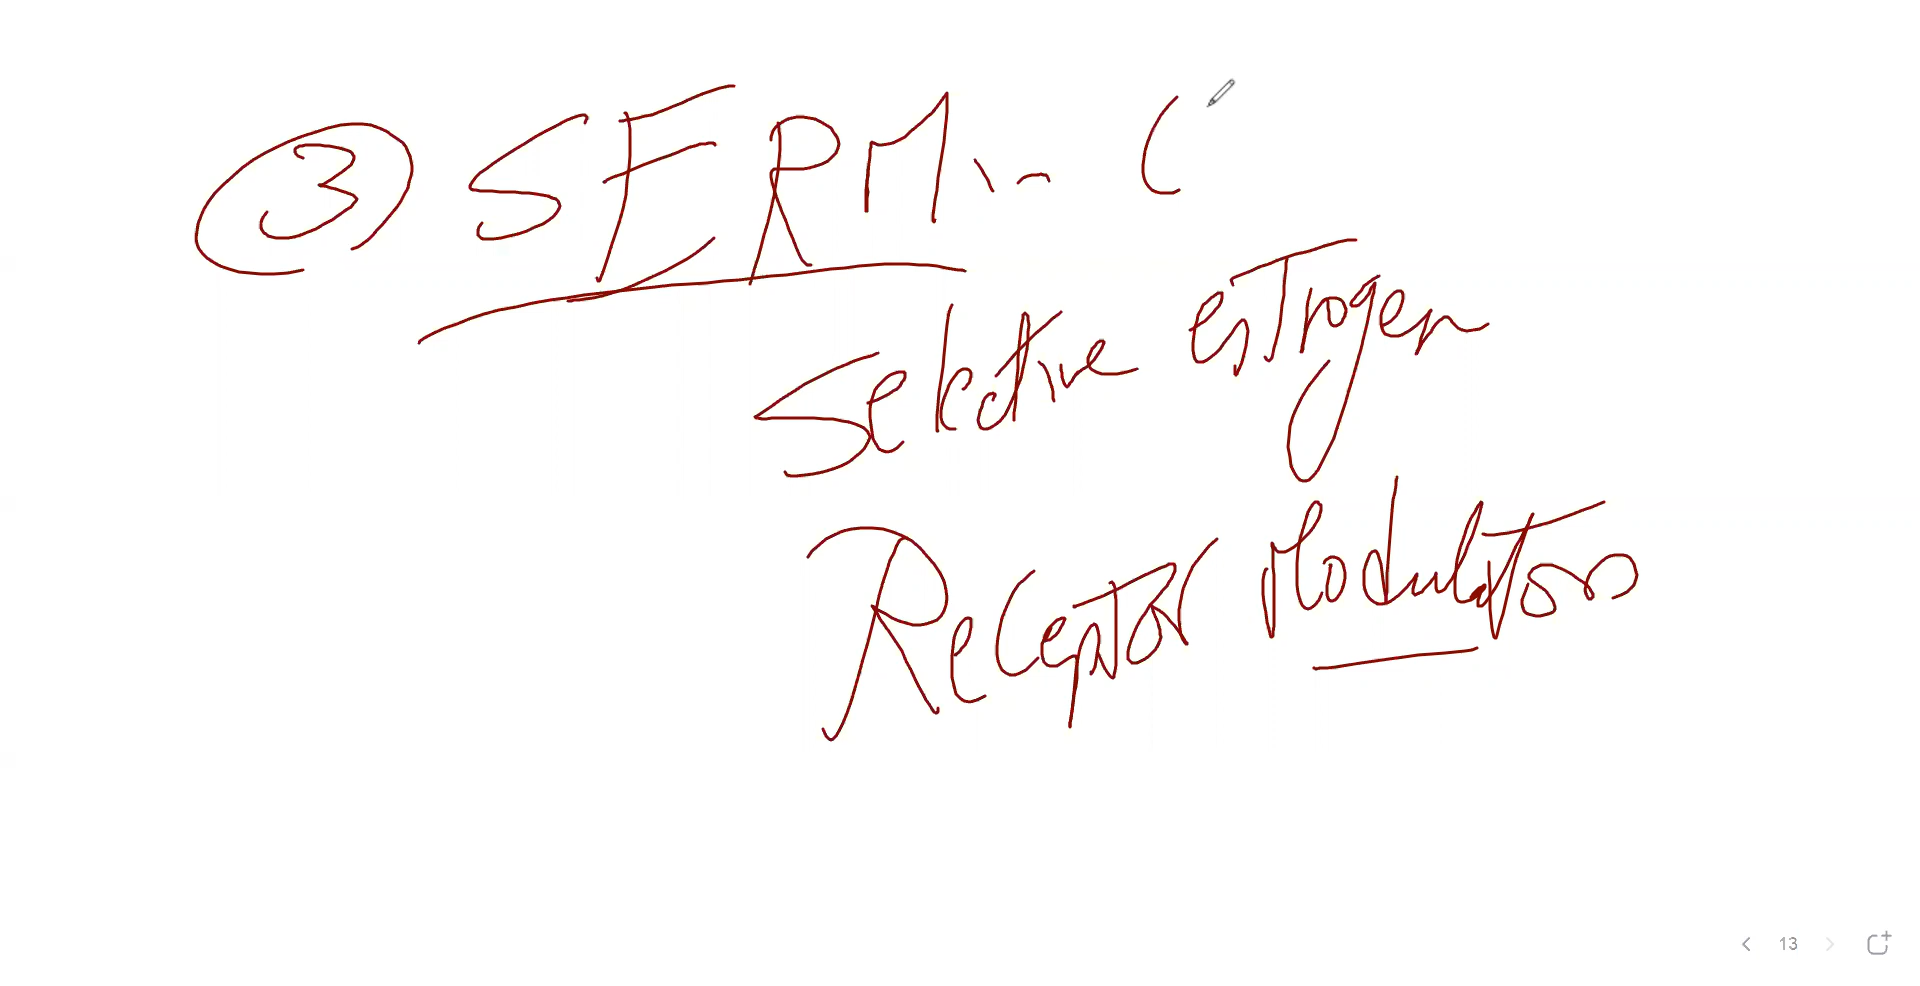 ③ SERM :- (
Selective estrogen
Receptor Modulators
13